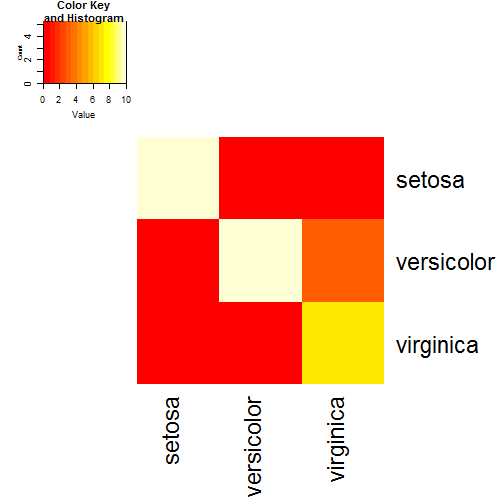 Color Key
and Histogram
Count
0 2 4
0 2 4 6 8 10
Value
setosa
versicolor
virginica
setosa
versicolor
virginica